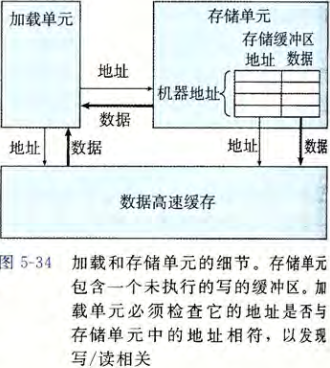 加载单元
存储单元
存储缓冲区
地址 数据
地址
机器地址
数据
地址
数据
地址
数据
数据高速缓存
图 5-34 加载和存储单元的细节。存储单元
包含一个未执行的写的缓冲区。加
载单元必须检查它的地址是否与
存储单元中的地址相符，以发现
写/读相关